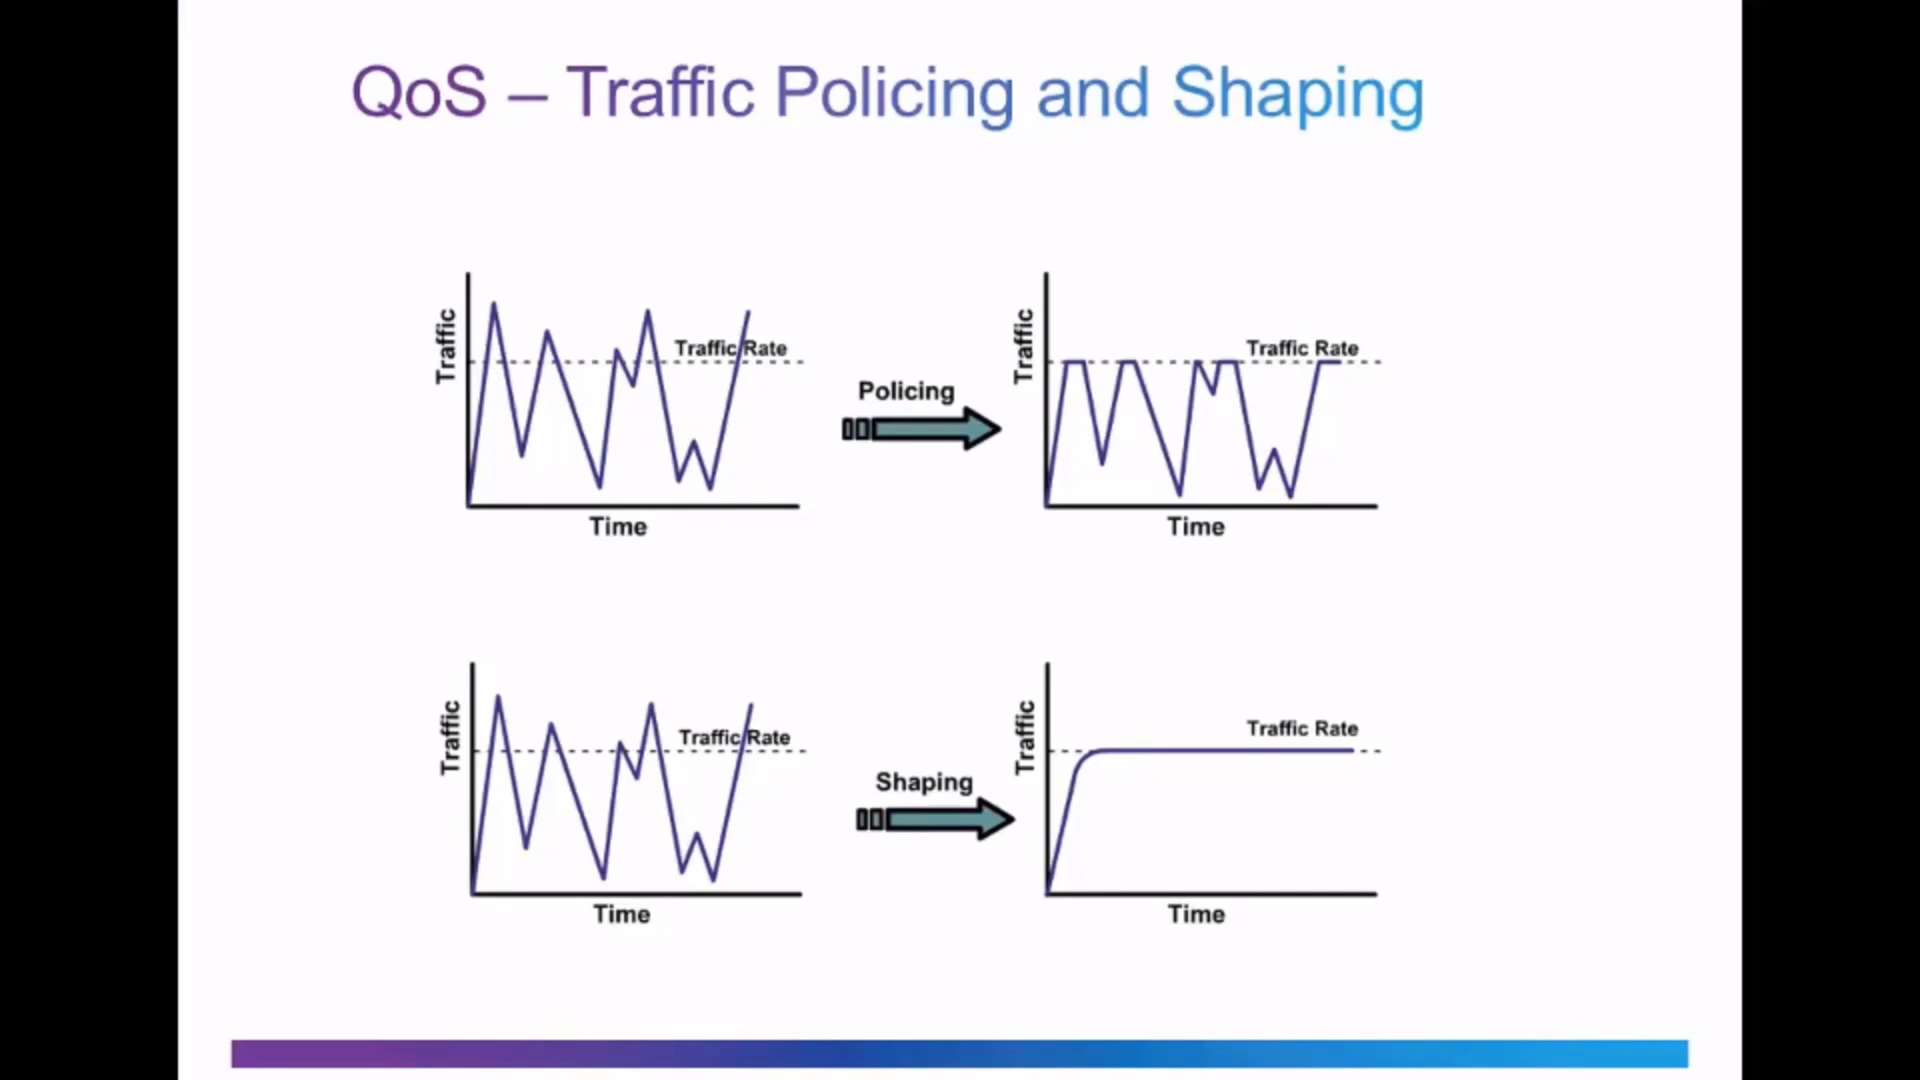 QoS – Traffic Policing and Shaping
Traffic
Traffic Rate
Time
Policing
Traffic
Traffic Rate
Time
Traffic
Traffic Rate
Time
Shaping
Traffic
Traffic Rate
Time